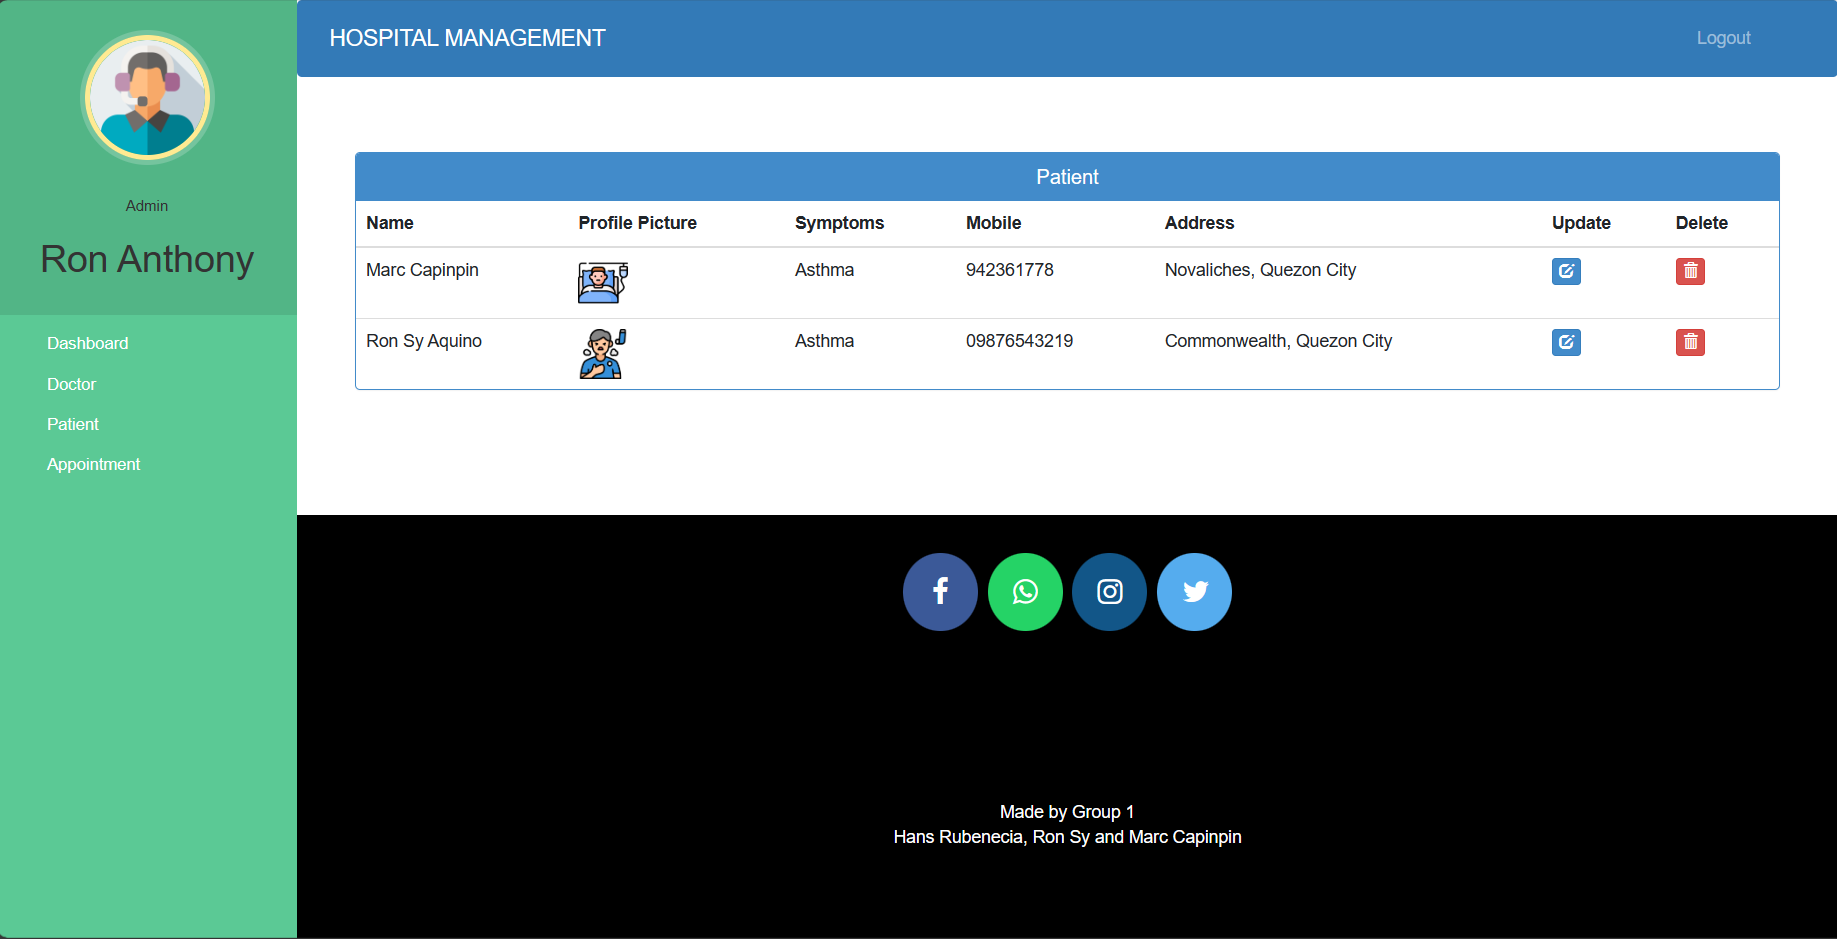 Admin
Ron Anthony
Dashboard
Doctor
Patient
Appointment
HOSPITAL MANAGEMENT Logout
Patient
Name Profile Picture Symptoms Mobile Address Update Delete
Marc Capinpin Asthma 942361778 Novaliches, Quezon City
Ron Sy Aquino Asthma 09876543219 Commonwealth, Quezon City
Made by Group 1
Hans Rubenecia, Ron Sy and Marc Capinpin